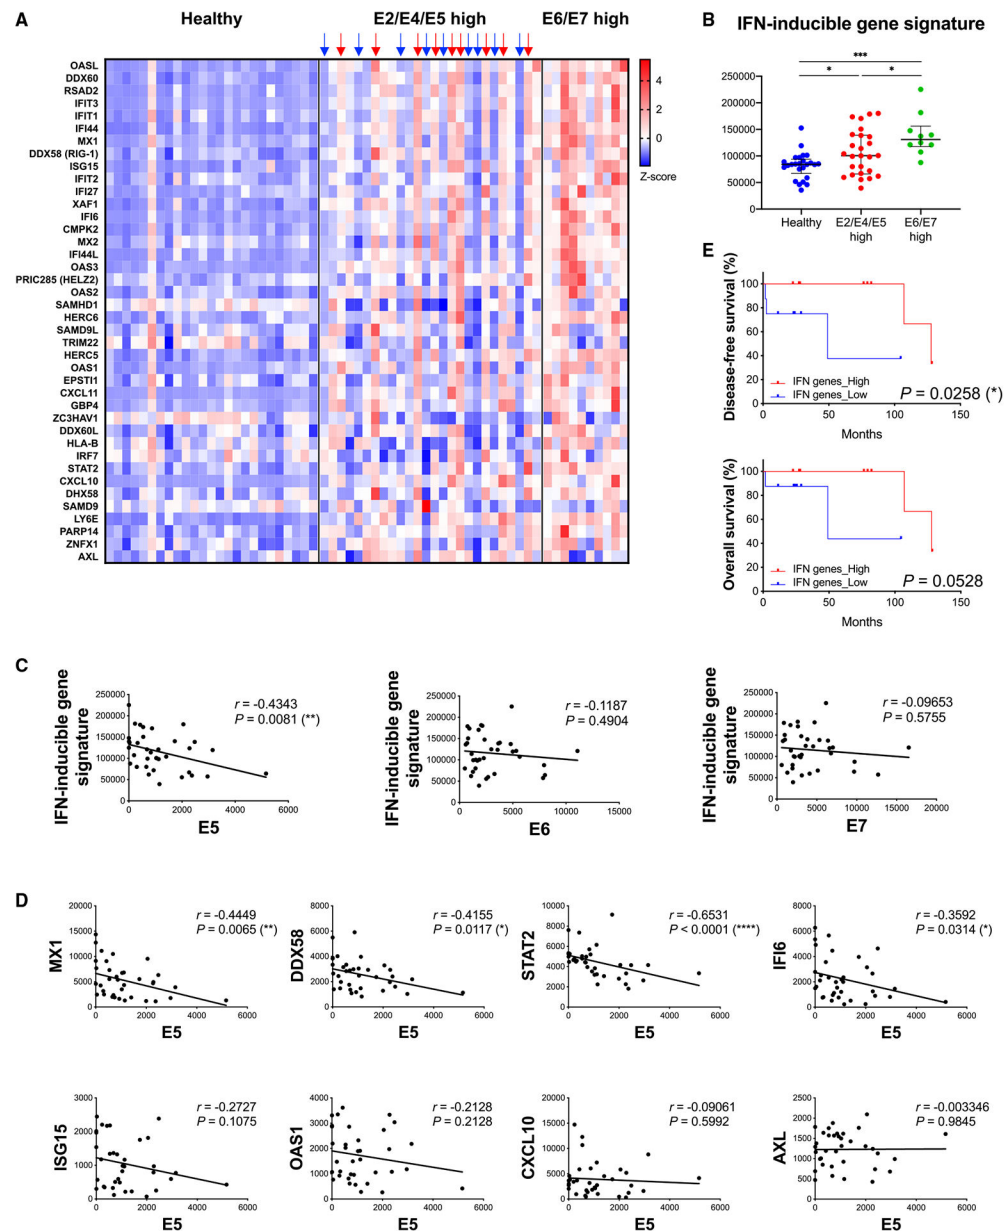 A
Healthy
E2/E4/E5 high
E6/E7 high
OASL
DDX60
RSAD2
IFIT3
IFIT1
IFI44
MX1
DDX58 (RIG-1)
ISG15
IFIT2
IFI27
XAF1
IFI6
CMPK2
MX2
IFI44L
OAS3
PRIC285 (HELZ2)
OAS2
SAMHD1
HERC6
SAMD9L
TRIM22
HERC5
OAS1
EPSTI1
CXCL11
GBP4
ZC3HAV1
DDX60L
HLA-B
IRF7
STAT2
CXCL10
DHX58
SAMD9
LY6E
PARP14
ZNFX1
AXL
4
2
0
-2
Z-score
B
IFN-inducible gene signature
***
* *
250000
200000
150000
100000
50000
0
Healthy
E2/E4/E5
high
E6/E7
high
E
Disease-free survival (%)
100
80
60
40
20
0
IFN genes_High
IFN genes_Low
P = 0.0258 (*)
0 50 100 150
Months
Overall survival (%)
100
80
60
40
20
0
IFN genes_High
IFN genes_Low
P = 0.0528
0 50 100 150
Months
C
IFN-inducible gene
signature
250000
200000
150000
100000
50000
0
r = -0.4343
P = 0.0081 (**)
0 2000 4000 6000
E5
IFN-inducible gene
signature
250000
200000
150000
100000
50000
0
r = -0.1187
P = 0.4904
0 5000 10000 15000
E6
IFN-inducible gene
signature
250000
200000
150000
100000
50000
0
r = -0.09653
P = 0.5755
0 5000 10000 15000 20000
E7
D
MX1
20000
15000
10000
5000
0
r = -0.4449
P = 0.0065 (**)
0 2000 4000 6000
E5
DDX58
8000
6000
4000
2000
0
r = -0.4155
P = 0.0117 (*)
0 2000 4000 6000
E5
STAT2
10000
8000
6000
4000
2000
0
r = -0.6531
P < 0.0001 (****)
0 2000 4000 6000
E5
IFI6
8000
6000
4000
2000
0
r = -0.3592
P = 0.0314 (*)
0 2000 4000 6000
E5
ISG15
4000
3000
2000
1000
0
r = -0.2727
P = 0.1075
0 2000 4000 6000
E5
OAS1
4000
3000
2000
1000
0
r = -0.2128
P = 0.2128
0 2000 4000 6000
E5
CXCL10
20000
15000
10000
5000
0
r = -0.09061
P = 0.5992
0 2000 4000 6000
E5
AXL
2500
2000
1500
1000
500
0
r = -0.003346
P = 0.9845
0 2000 4000 6000
E5